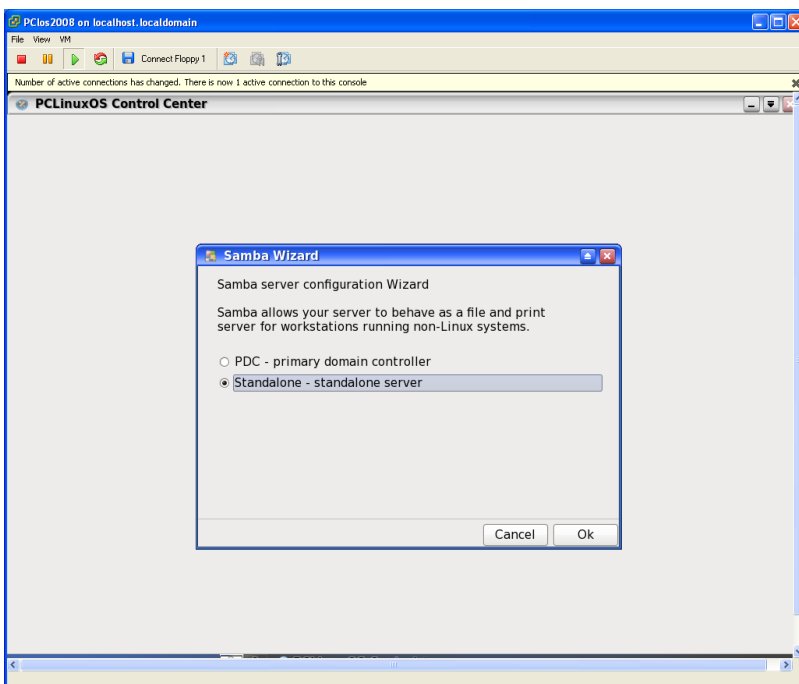 PClos2008 on localhost.localdomain
File View VM
Connect Floppy 1
Number of active connections has changed. There is now 1 active connection to this console
PCLinuxOS Control Center
Samba Wizard
Samba server configuration Wizard
Samba allows your server to behave as a file and print
server for workstations running non-Linux systems.
PDC - primary domain controller
Standalone - standalone server
Cancel Ok